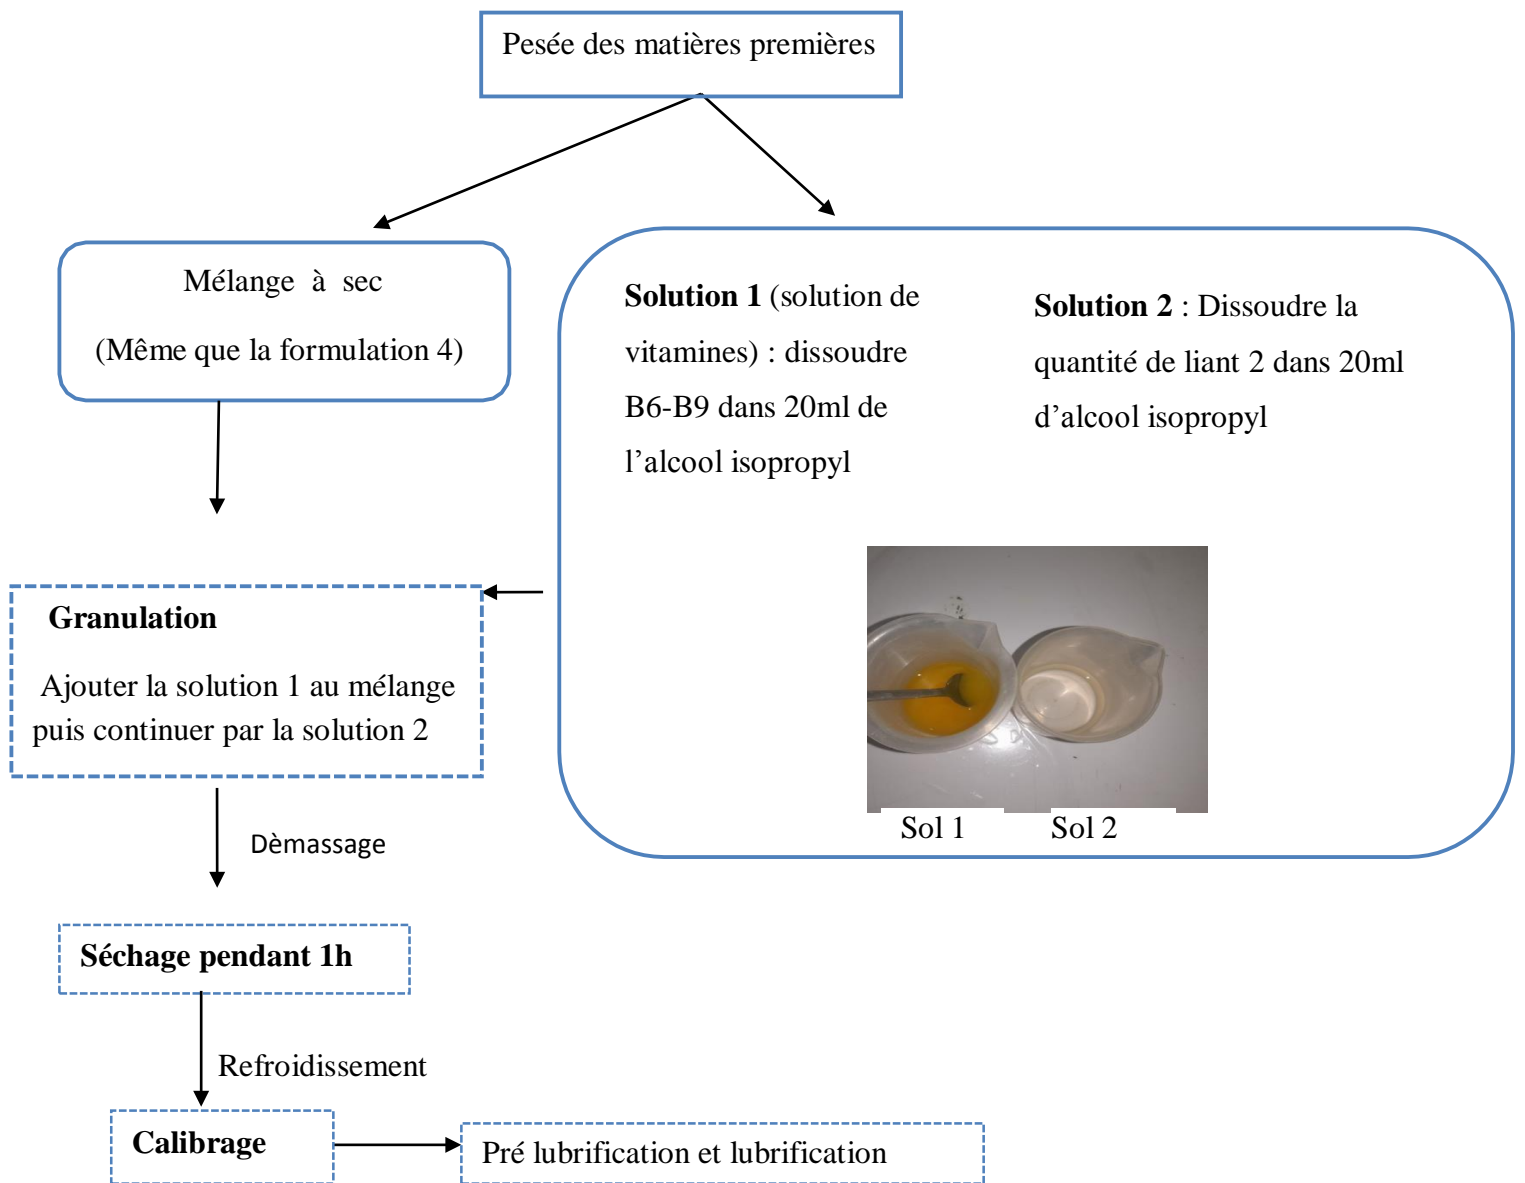 Pesée des matières premières
Mélange à sec
(Même que la formulation 4)
Solution 1 (solution de
vitamines) : dissoudre
B6-B9 dans 20ml de
l’alcool isopropyl
Solution 2 : Dissoudre la
quantité de liant 2 dans 20ml
d’alcool isopropyl
Sol 1
Sol 2
Granulation
Ajouter la solution 1 au mélange
puis continuer par la solution 2
Dèmassage
Séchage pendant 1h
Refroidissement
Calibrage
Pré lubrification et lubrification